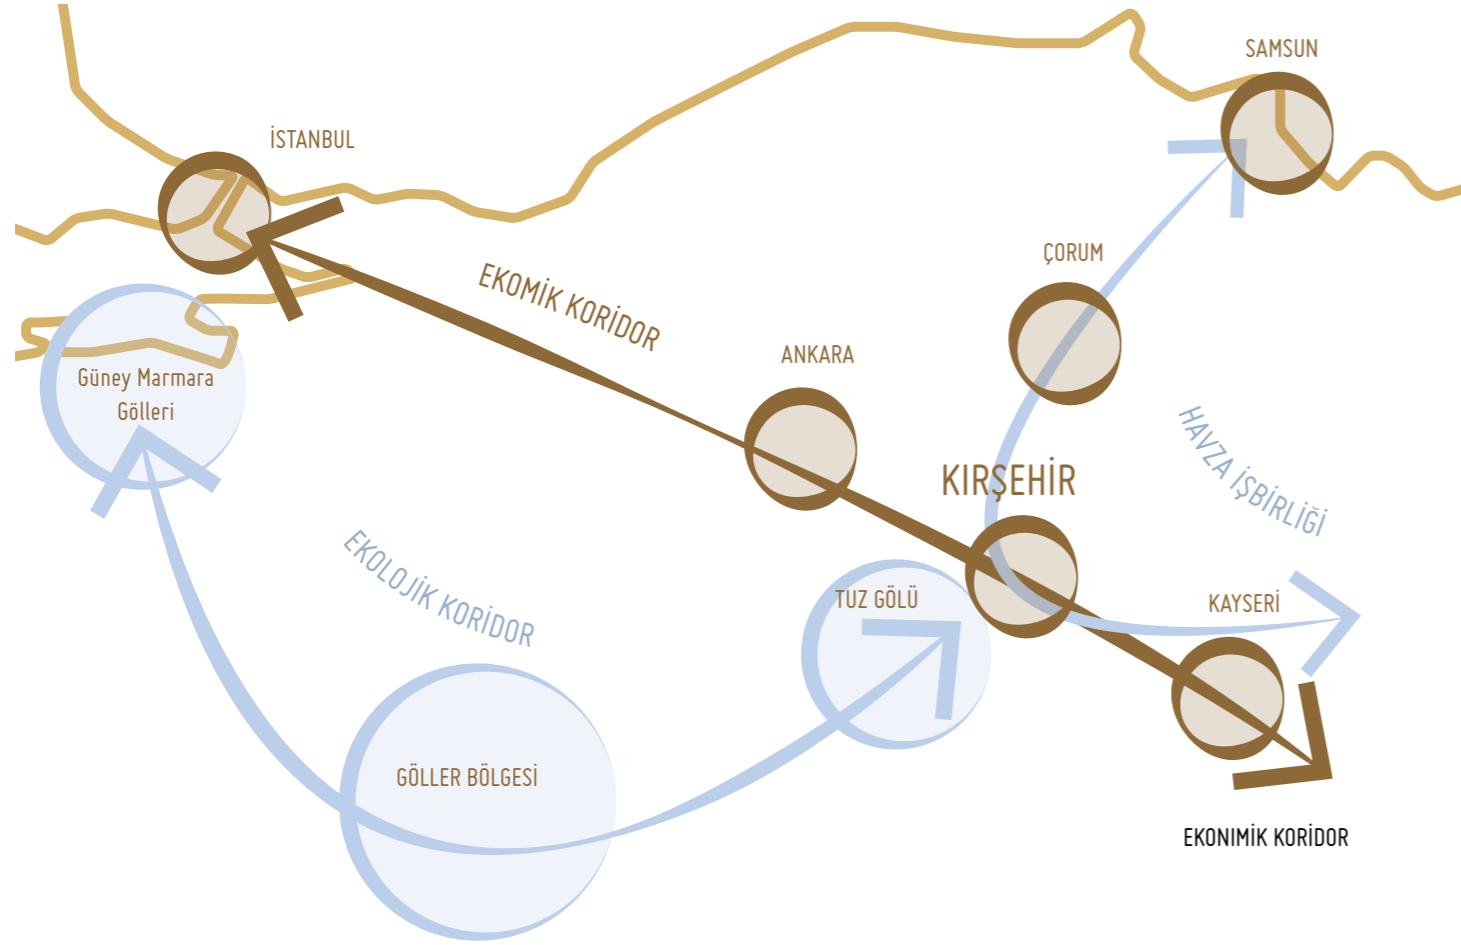 SAMSUN
İSTANBUL
ÇORUM
EKOMİK KORİDOR
ANKARA
Güney Marmara
Gölleri
HAVZA İŞBİRLİĞİ
KIRŞEHİR
EKOLOJİK KORİDOR
TUZ GÖLÜ
KAYSERİ
GÖLLER BÖLGESİ
EKONIMİK KORİDOR